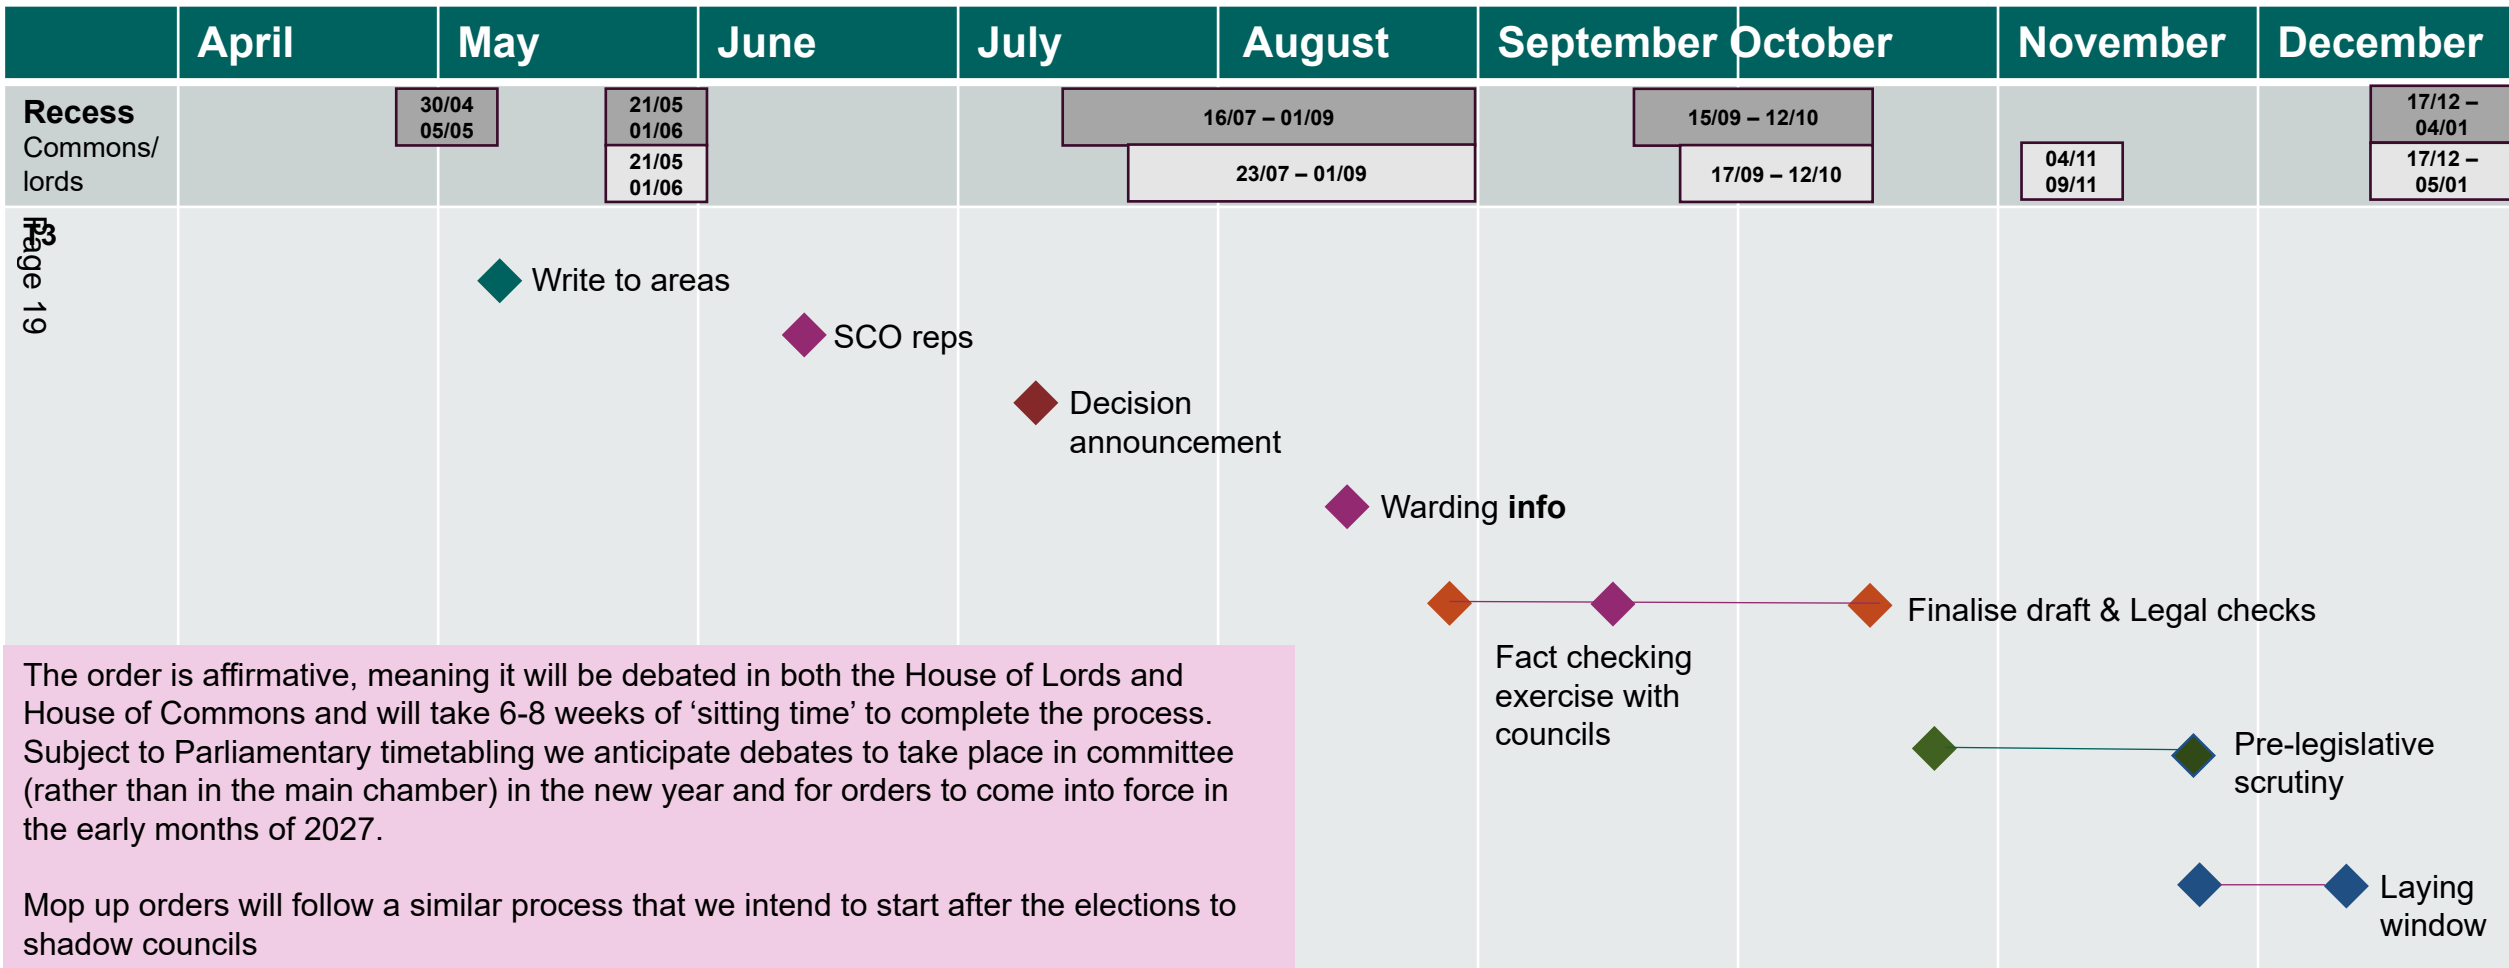 April May June July August September October November December
Recess
Commons/
lords
30/04
05/05
21/05
01/06
21/05
01/06
16/07 – 01/09
23/07 – 01/09
15/09 – 12/10
17/09 – 12/10
04/11
09/11
17/12 –
04/01
17/12 –
05/01
T3
Page 19
Write to areas
SCO reps
Decision
announcement
Warding info
Finalise draft & Legal checks
Fact checking
exercise with
councils
Pre-legislative
scrutiny
Laying
window
The order is affirmative, meaning it will be debated in both the House of Lords and
House of Commons and will take 6-8 weeks of ‘sitting time’ to complete the process.
Subject to Parliamentary timetabling we anticipate debates to take place in committee
(rather than in the main chamber) in the new year and for orders to come into force in
the early months of 2027.
Mop up orders will follow a similar process that we intend to start after the elections to
shadow councils